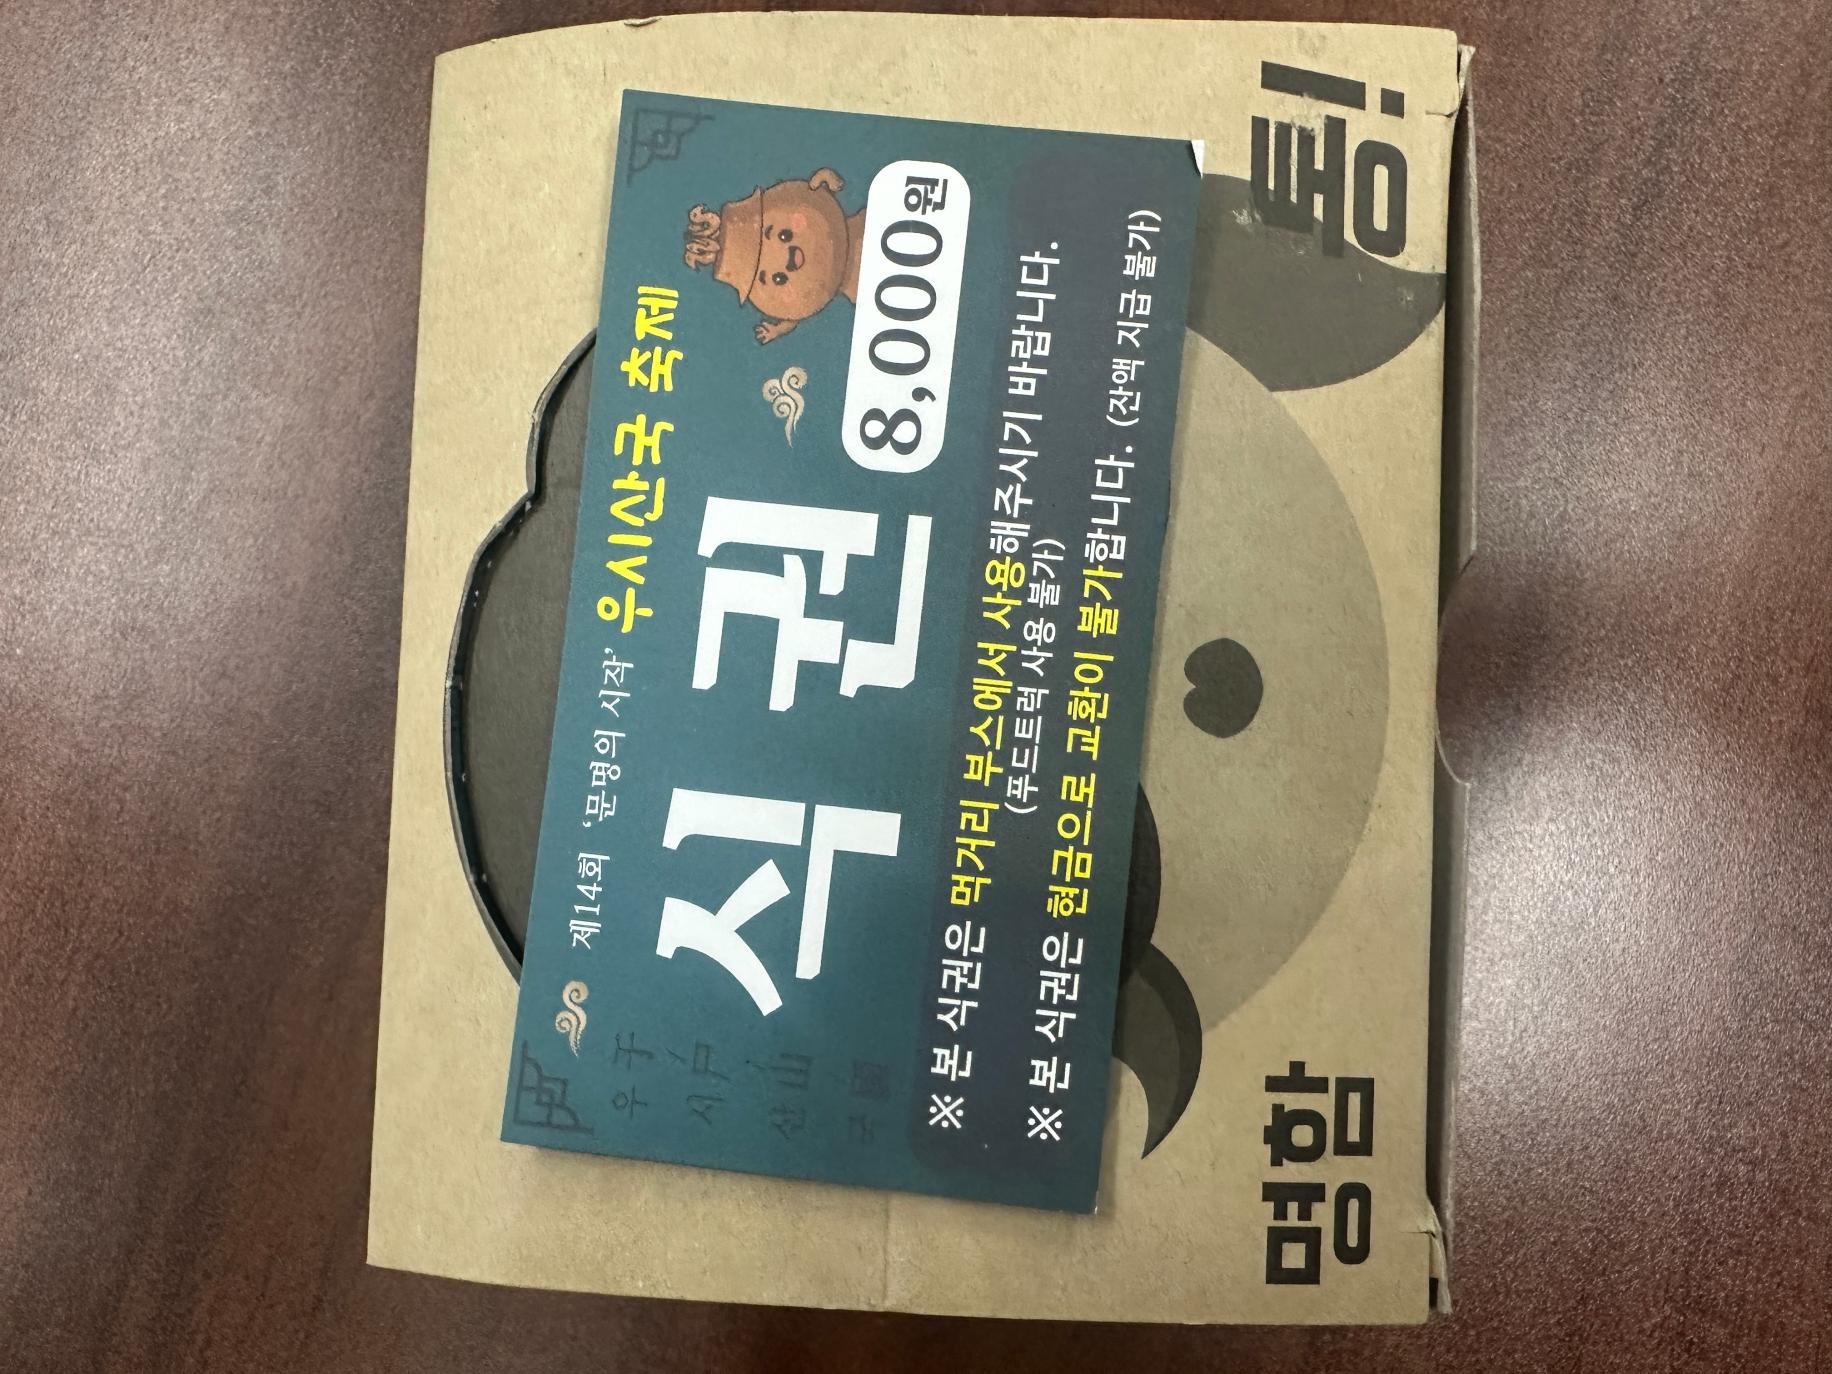 제14회 '문명의 시작' 우시산국 축제
식권
8,000원
※ 본 식권은 먹거리 부스에서 사용해주시기 바랍니다.
(푸드트럭 사용 불가)
※ 본 식권은 현금으로 교환이 불가합니다. (잔액 지급 불가)
우 于
시 尸
산 山
국 國
명함
통!